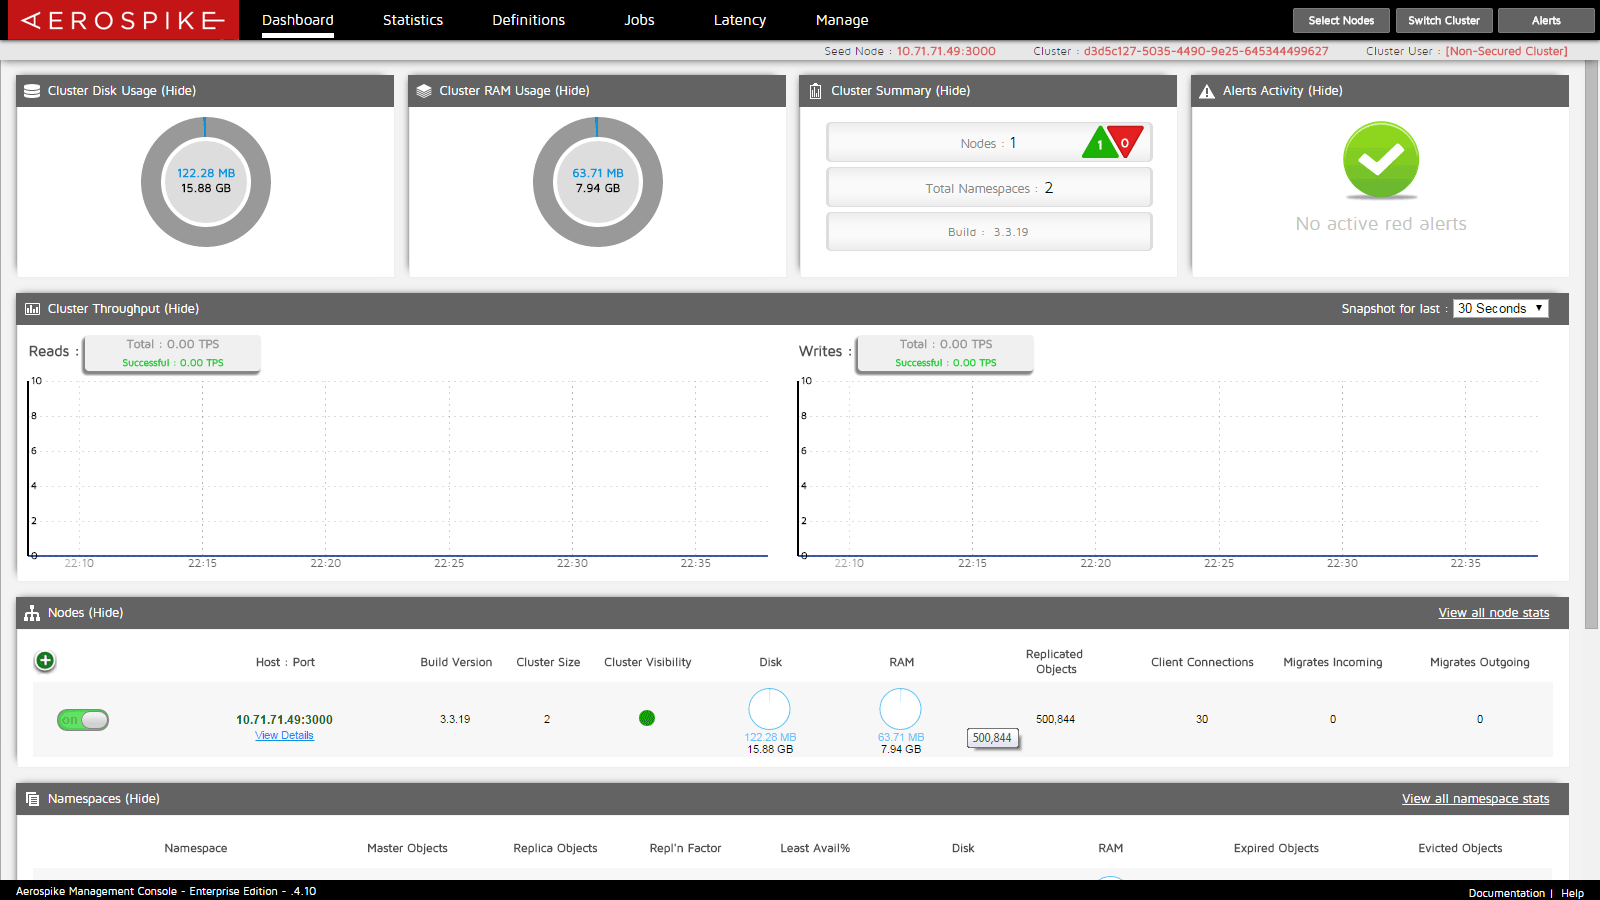 AEROSPIKE
Dashboard Statistics Definitions Jobs Latency Manage Select Nodes Switch Cluster Alerts
Seed Node : 10.71.71.49:3000 Cluster : d3d5c127-5035-4490-9e25-645344499627 Cluster User : [Non-Secured Cluster]
Cluster Disk Usage (Hide)
122.28 MB
15.88 GB
Cluster RAM Usage (Hide)
63.71 MB
7.94 GB
Cluster Summary (Hide)
Nodes : 1 1 0
Total Namespaces : 2
Build : 3.3.19
Alerts Activity (Hide)
No active red alerts
Cluster Throughput (Hide) Snapshot for last : 30 Seconds
Reads : Total : 0.00 TPS
Successful : 0.00 TPS
10
8
6
4
2
0
22:10 22:15 22:20 22:25 22:30 22:35
Writes : Total : 0.00 TPS
Successful : 0.00 TPS
10
8
6
4
2
0
22:10 22:15 22:20 22:25 22:30 22:35
Nodes (Hide) View all node stats
Host : Port Build Version Cluster Size Cluster Visibility Disk RAM Replicated Objects Client Connections Migrates Incoming Migrates Outgoing
on 10.71.71.49:3000 3.3.19 2 500,844 30 0 0
View Details 122.28 MB 63.71 MB 500,844
15.88 GB 7.94 GB
Namespaces (Hide) View all namespace stats
Namespace Master Objects Replica Objects Repl'n Factor Least Avail% Disk RAM Expired Objects Evicted Objects
Aerospike Management Console - Enterprise Edition - .4.10 Documentation | Help